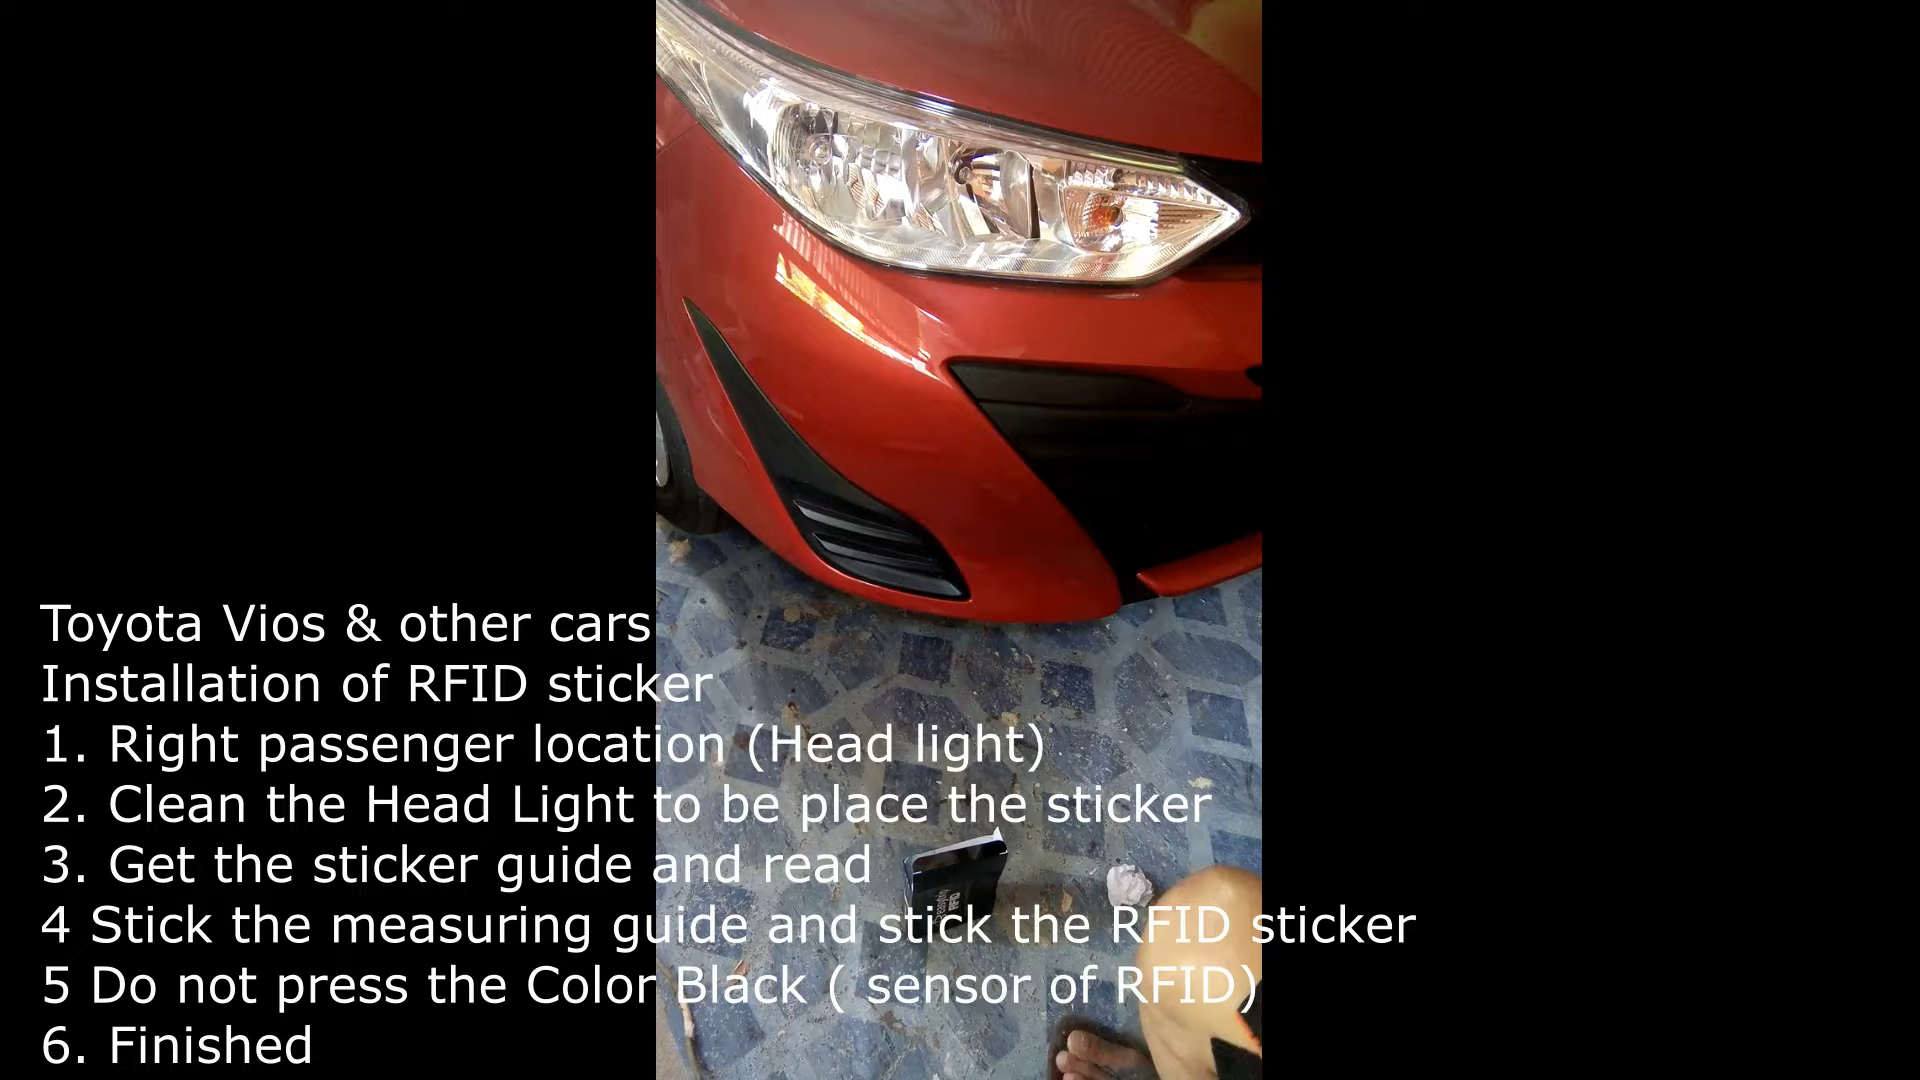 Toyota Vios & other cars
Installation of RFID sticker
1. Right passenger location (Head light)
2. Clean the Head Light to be place the sticker
3. Get the sticker guide and read
4 Stick the measuring guide and stick the RFID sticker
5 Do not press the Color Black ( sensor of RFID)
6. Finished